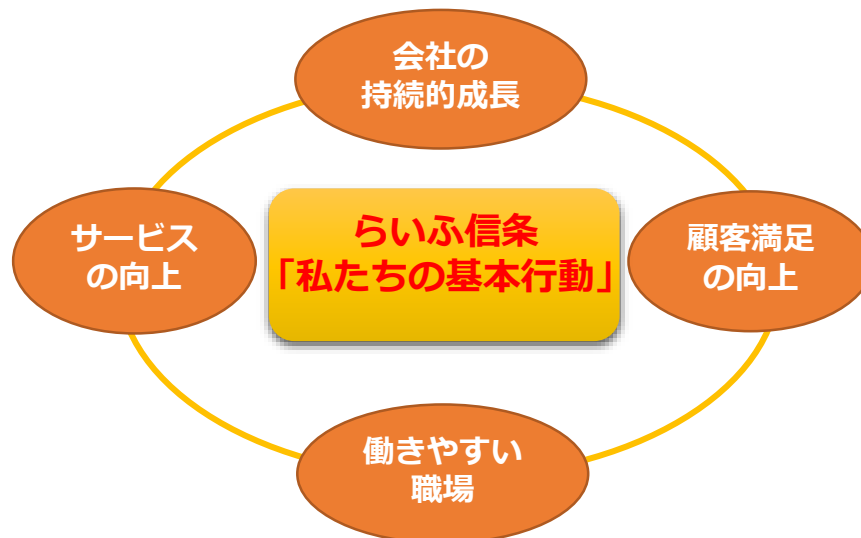 会社の
持続的成長
サービス
の向上
らいふ信条
「私たちの基本行動」
顧客満足
の向上
働きやすい
職場